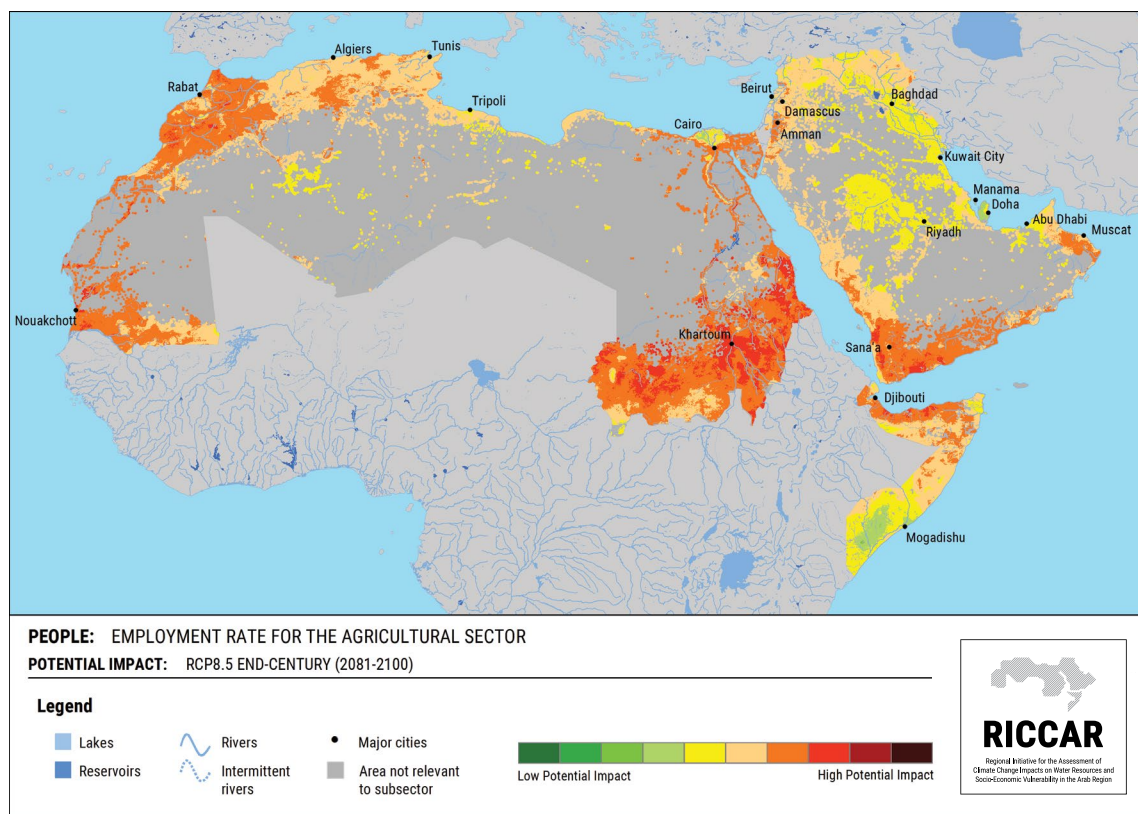 Algiers
Tunis
Rabat
Tripoli
Beirut
Baghdad
Damascus
Amman
Cairo
Kuwait City
Manama
Doha
Abu Dhabi
Riyadh
Muscat
Nouakchott
Khartoum
Sana'a
Djibouti
Mogadishu
PEOPLE: EMPLOYMENT RATE FOR THE AGRICULTURAL SECTOR
POTENTIAL IMPACT: RCP8.5 END-CENTURY (2081-2100)
Legend
Lakes
Reservoirs
Rivers
Intermittent
rivers
Major cities
Area not relevant
to subsector
Low Potential Impact
High Potential Impact
RICCAR
Regional Initiative for the Assessment of
Climate Change Impacts on Water Resources and
Socio-Economic Vulnerability in the Arab Region